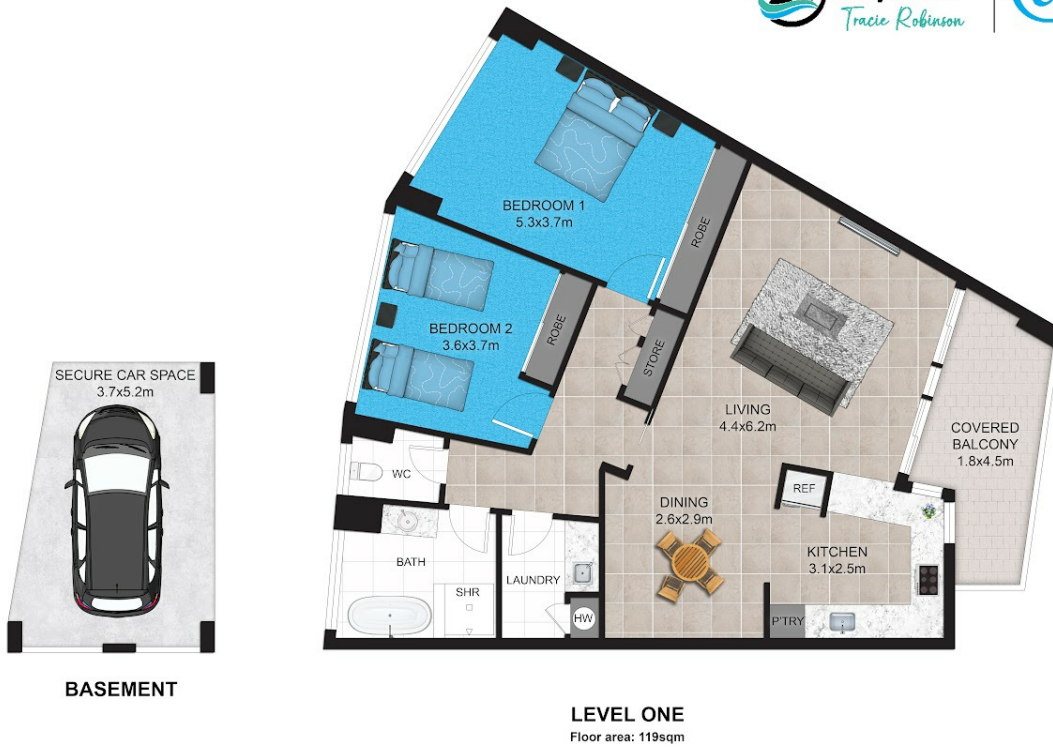 Tracie Robinson
BEDROOM 1
5.3x3.7m
ROBE
BEDROOM 2
3.6x3.7m
ROBE
STORE
SECURE CAR SPACE
3.7x5.2m
LIVING
4.4x6.2m
COVERED
BALCONY
1.8x4.5m
WC
REF
DINING
2.6x2.9m
KITCHEN
3.1x2.5m
BATH
LAUNDRY
SHR
HW
P'TRY
BASEMENT
LEVEL ONE
Floor area: 119sqm